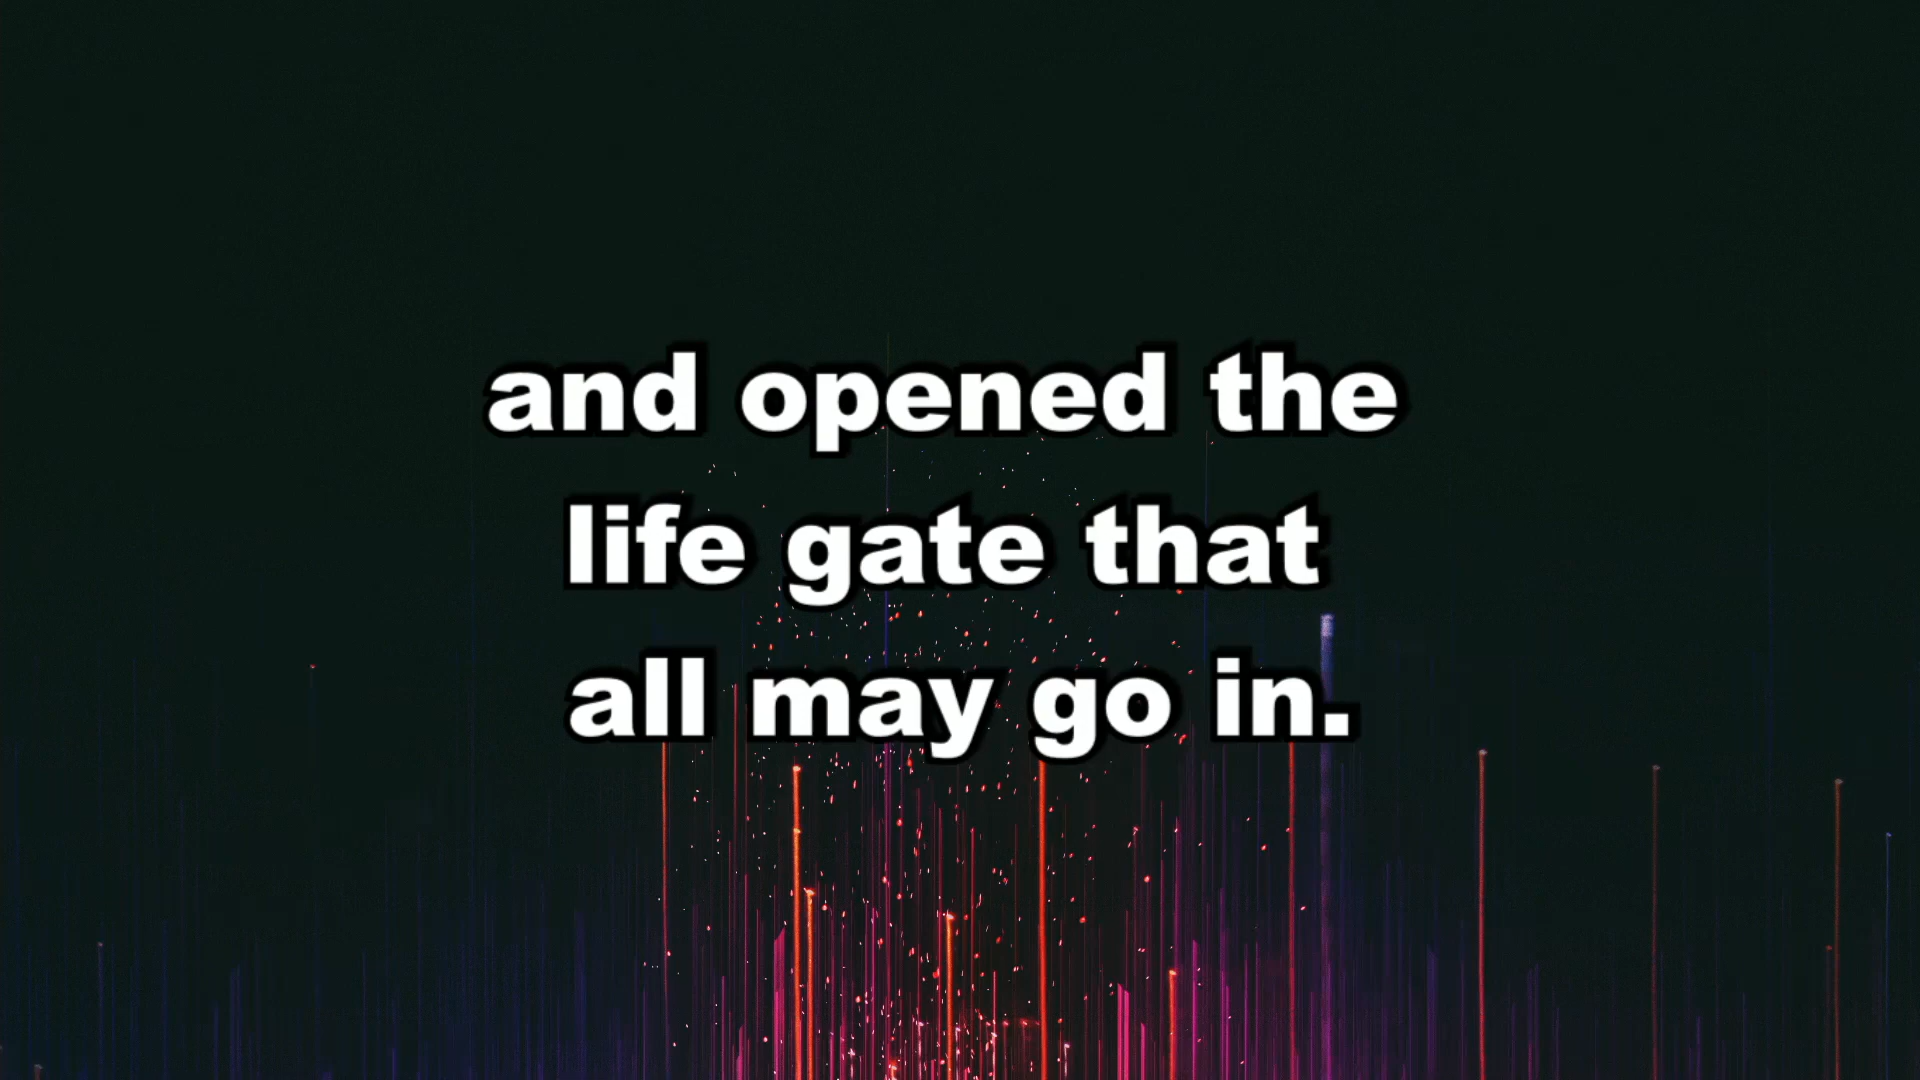 and opened the
life gate that
all may go in.